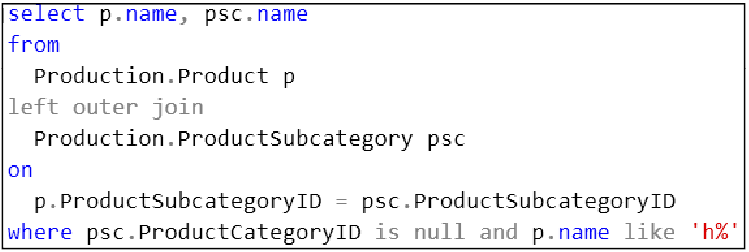 select p.name, psc.name
from
  Production.Product p
left outer join
  Production.ProductSubcategory psc
on
  p.ProductSubcategoryID = psc.ProductSubcategoryID
where psc.ProductCategoryID is null and p.name like 'h%'